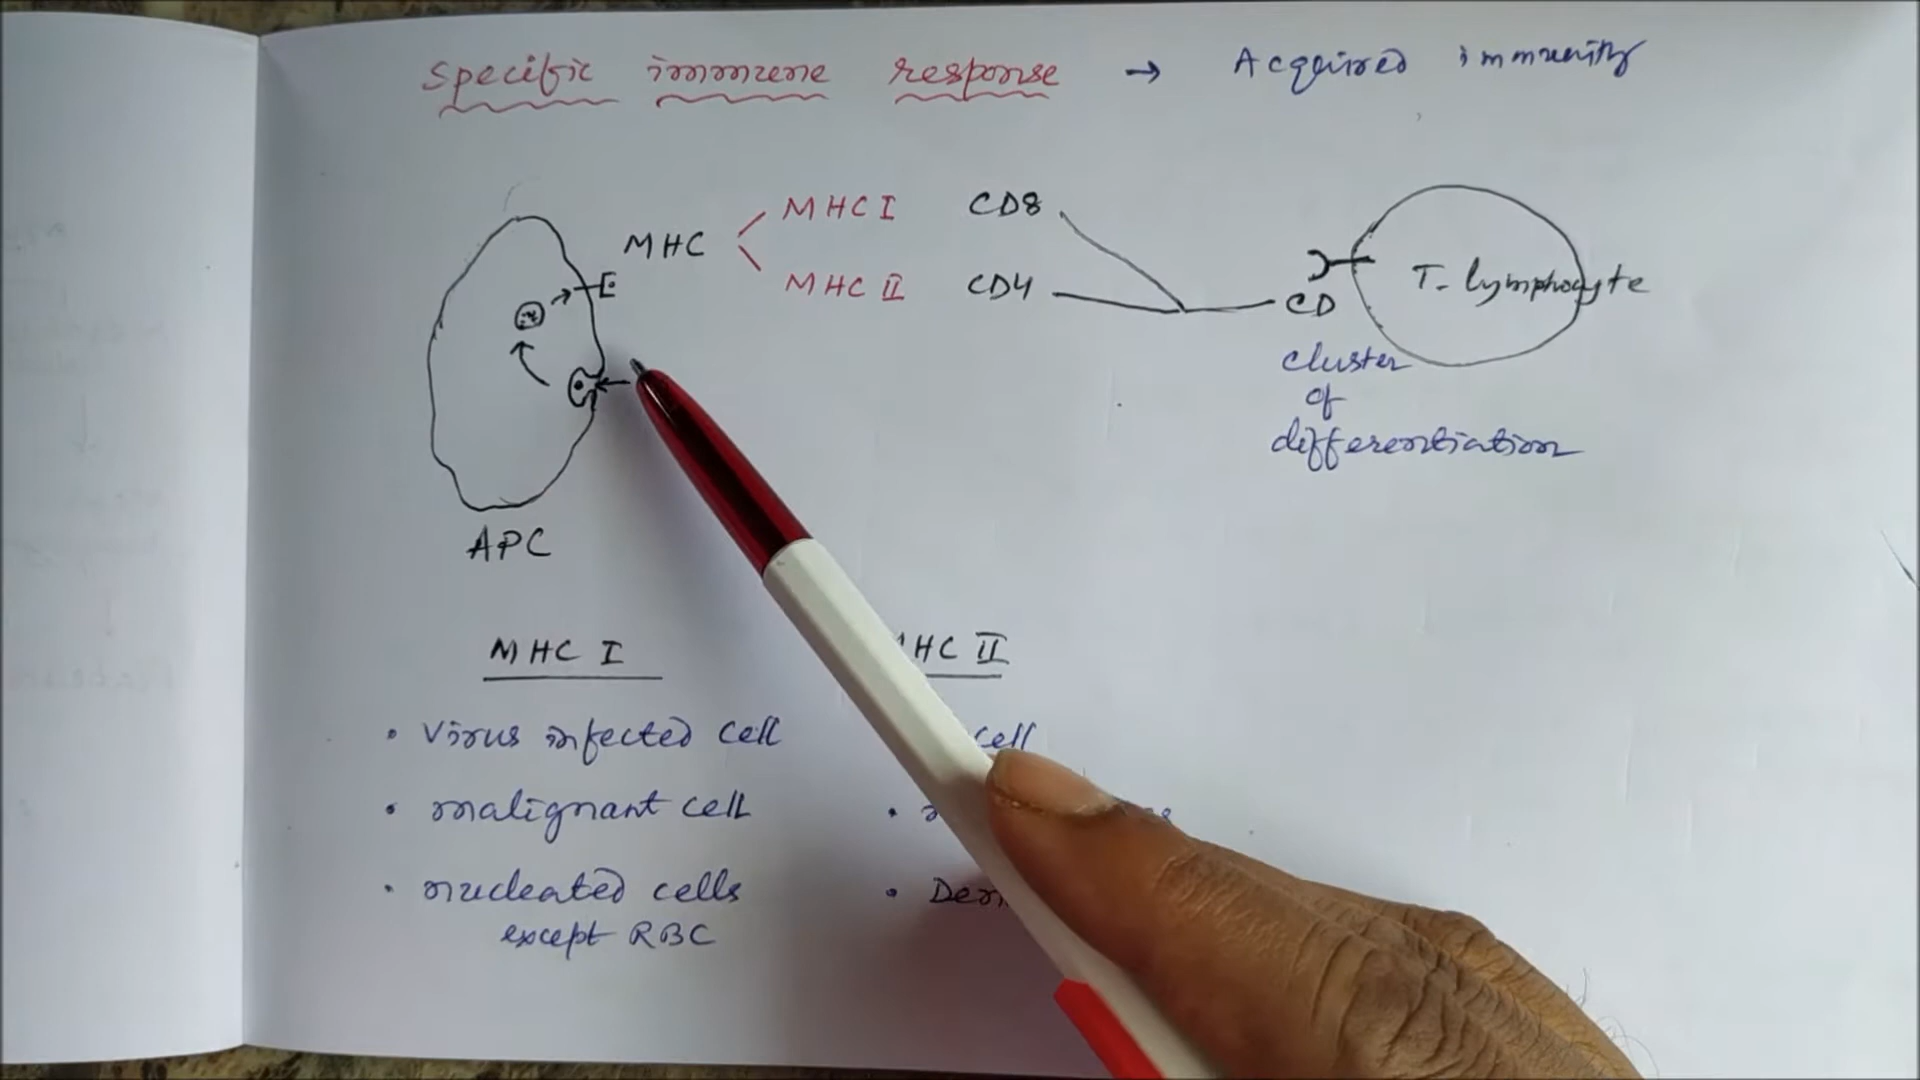 Specific immune response → Acquired immunity
MHC
MHC I CD8
MHC II CD4
CD
T- lymphocyte
cluster
of
differentiation
APC
MHC I
HC II
• Virus infected cell
cell
• malignant cell
• nucleated cells
except RBC